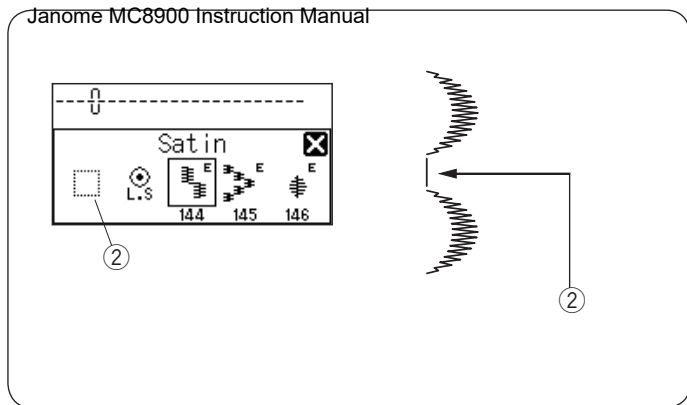 Janome MC8900 Instruction Manual
Satin
L.S E E E
144 145 146
②
②